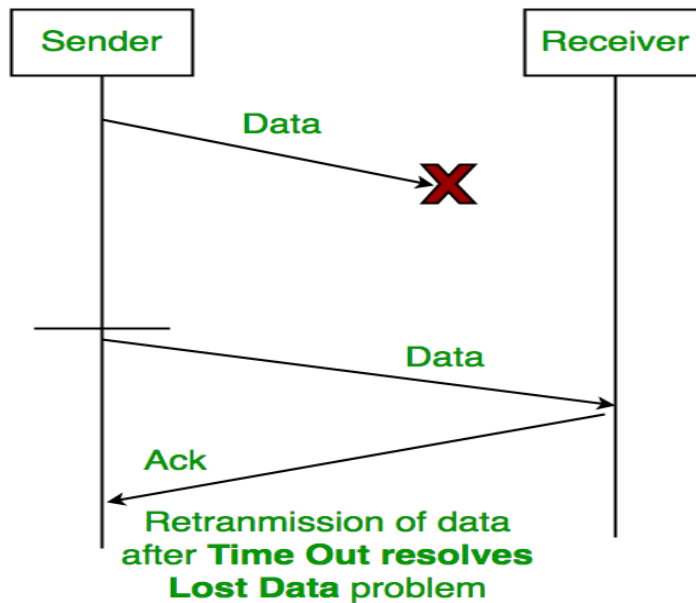 Sender
Receiver
Data
Data
Ack
Retranmission of data
after Time Out resolves
Lost Data problem